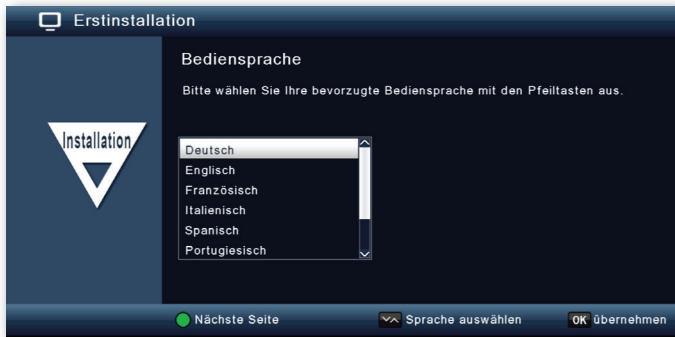 Erstinstallation
Bediensprache
Bitte wählen Sie Ihre bevorzugte Bediensprache mit den Pfeiltasten aus.
Installation
Deutsch
Englisch
Französisch
Italienisch
Spanisch
Portugiesisch
Nächste Seite
Sprache auswählen
OK übernehmen